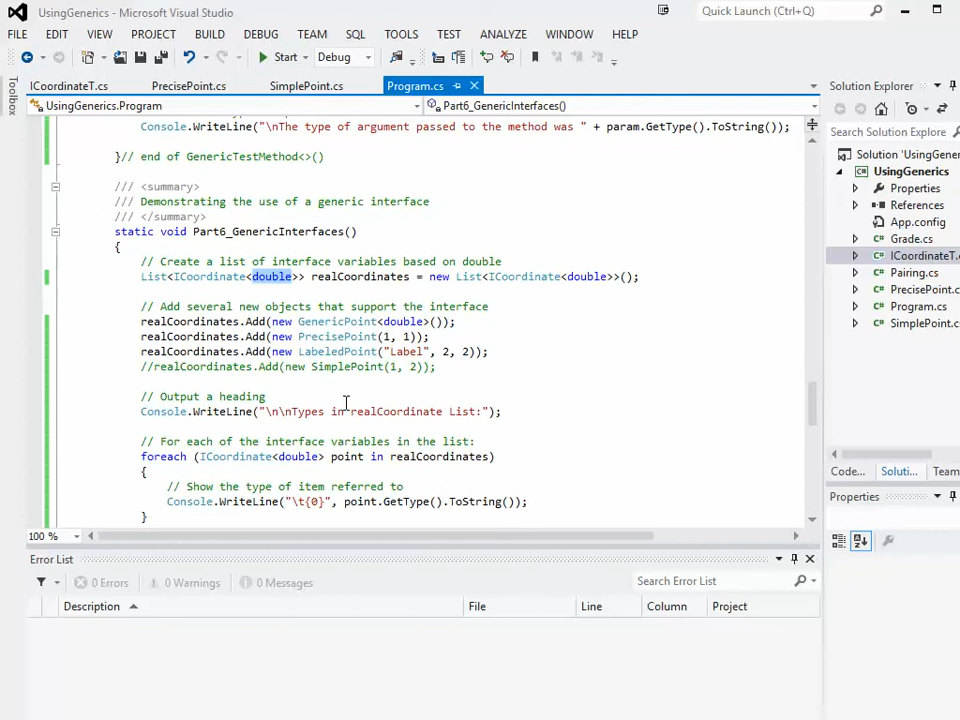 UsingGenerics - Microsoft Visual Studio
Quick Launch (Ctrl+Q)
FILE EDIT VIEW PROJECT BUILD DEBUG TEAM SQL TOOLS TEST ANALYZE WINDOW HELP
Start Debug
Toolbox
ICoordinateT.cs PrecisePoint.cs SimplePoint.cs Program.cs
UsingGenerics.Program Part6_GenericInterfaces()
Console.WriteLine("\nThe type of argument passed to the method was " + param.GetType().ToString());
}// end of GenericTestMethod<>()
/// <summary>
/// Demonstrating the use of a generic interface
/// </summary>
static void Part6_GenericInterfaces()
{
// Create a list of interface variables based on double
List<ICoordinate<double>> realCoordinates = new List<ICoordinate<double>>();
// Add several new objects that support the interface
realCoordinates.Add(new GenericPoint<double>());
realCoordinates.Add(new PrecisePoint(1, 1));
realCoordinates.Add(new LabeledPoint("Label", 2, 2));
//realCoordinates.Add(new SimplePoint(1, 2));
// Output a heading
Console.WriteLine("\n\nTypes in realCoordinate List:");
// For each of the interface variables in the list:
foreach (ICoordinate<double> point in realCoordinates)
{
// Show the type of item referred to
Console.WriteLine("\t{0}", point.GetType().ToString());
}
100 %
Error List
0 Errors 0 Warnings 0 Messages
Search Error List
Description File Line Column Project
Solution Explorer
Search Solution Explorer
Solution 'UsingGener
UsingGenerics
Properties
References
App.config
Grade.cs
ICoordinateT.c
Pairing.cs
PrecisePoint.c
Program.cs
SimplePoint.cs
Code... Soluti... Team
Properties